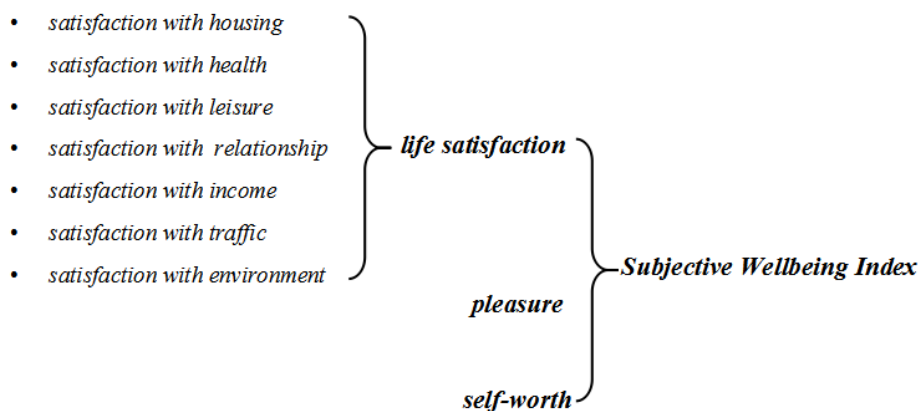 • satisfaction with housing
• satisfaction with health
• satisfaction with leisure
• satisfaction with relationship
• satisfaction with income
• satisfaction with traffic
• satisfaction with environment
life satisfaction
pleasure
self-worth
Subjective Wellbeing Index